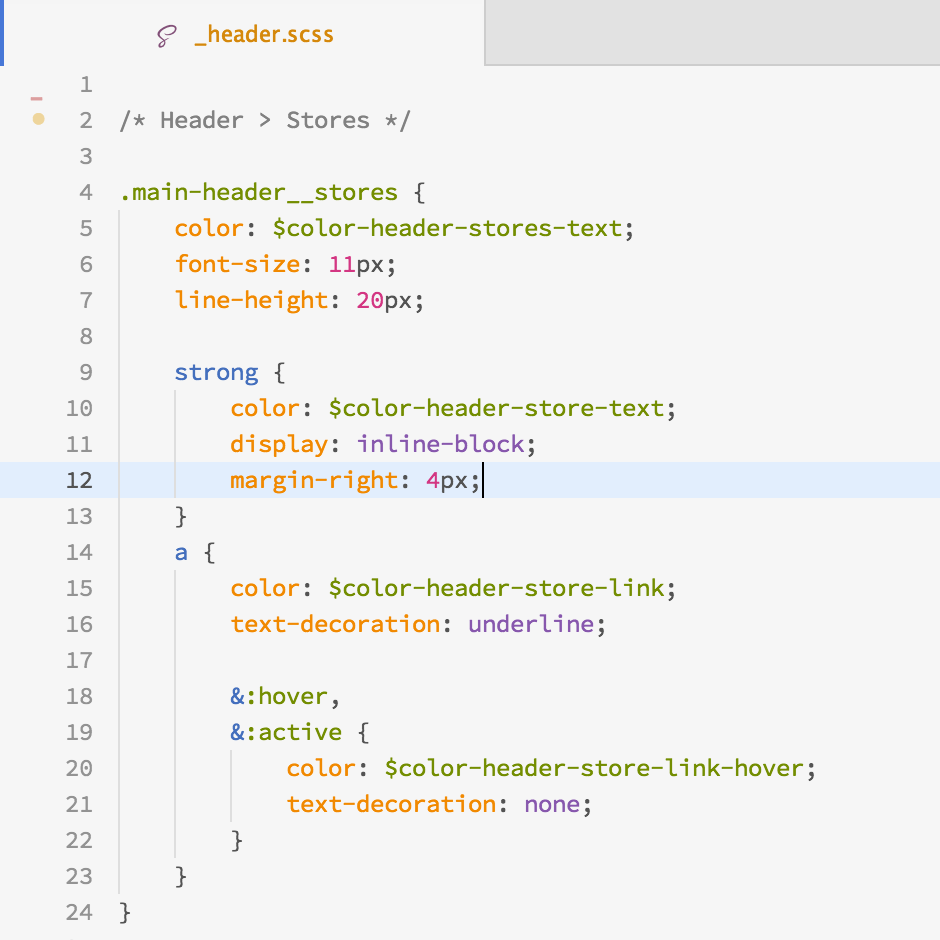 _header.scss
1
2 /* Header > Stores */
3
4 .main-header__stores {
5     color: $color-header-stores-text;
6     font-size: 11px;
7     line-height: 20px;
8
9     strong {
10         color: $color-header-store-text;
11         display: inline-block;
12         margin-right: 4px;
13     }
14     a {
15         color: $color-header-store-link;
16         text-decoration: underline;
17
18         &:hover,
19         &:active {
20             color: $color-header-store-link-hover;
21             text-decoration: none;
22         }
23     }
24 }